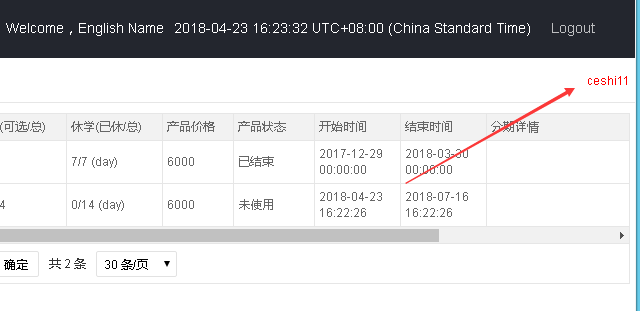 Welcome，English Name 2018-04-23 16:23:32 UTC+08:00 (China Standard Time) Logout
ceshi11
(可选/总) 休学(已休/总) 产品价格 产品状态 开始时间 结束时间 分期详情
7/7 (day) 6000 已结束 2017-12-29 00:00:00 2018-03-30 00:00:00
4 0/14 (day) 6000 未使用 2018-04-23 16:22:26 2018-07-16 16:22:26
确定 共 2 条 30 条/页